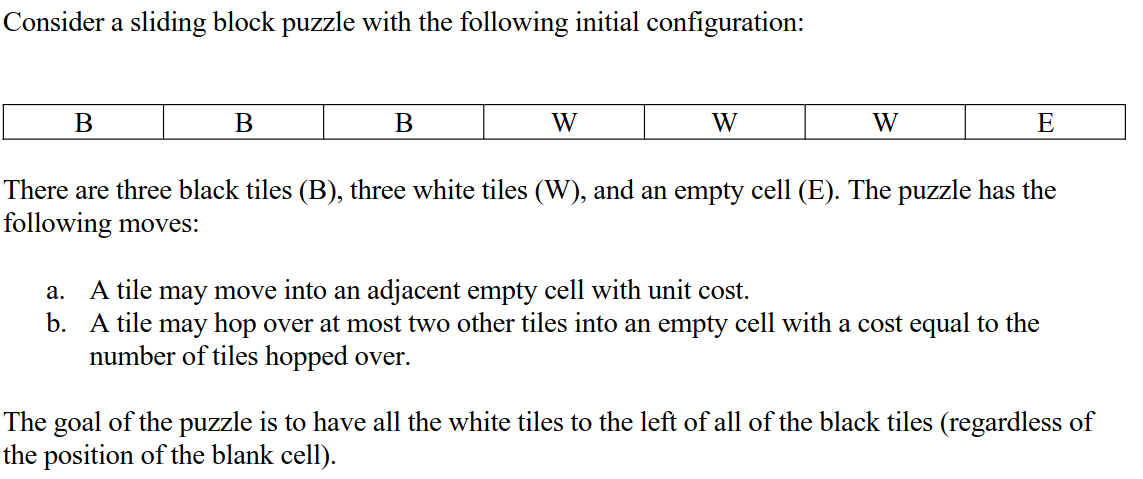 Consider a sliding block puzzle with the following initial configuration:
B B B W W W E
There are three black tiles (B), three white tiles (W), and an empty cell (E). The puzzle has the
following moves:
a. A tile may move into an adjacent empty cell with unit cost.
b. A tile may hop over at most two other tiles into an empty cell with a cost equal to the
number of tiles hopped over.
The goal of the puzzle is to have all the white tiles to the left of all of the black tiles (regardless of
the position of the blank cell).